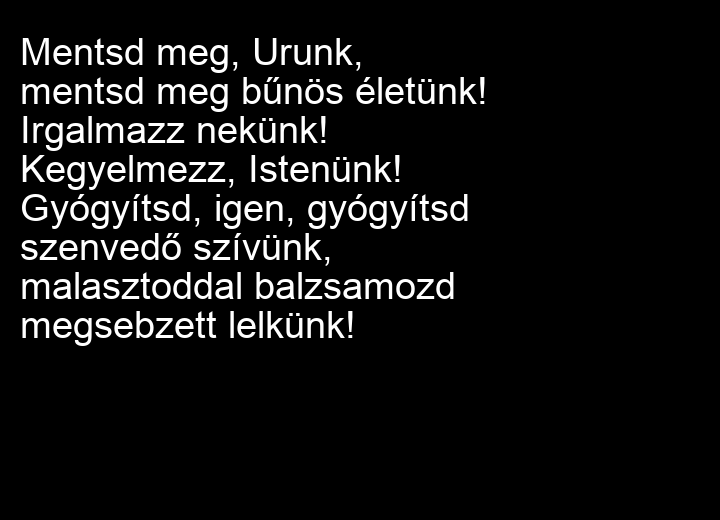 Mentsd meg, Urunk,
mentsd meg bűnös életünk!
Irgalmazz nekünk!
Kegyelmezz, Istenünk!
Gyógyítsd, igen, gyógyítsd
szenvedő szívünk,
malasztoddal balzsamozd
megsebzett lelkünk!